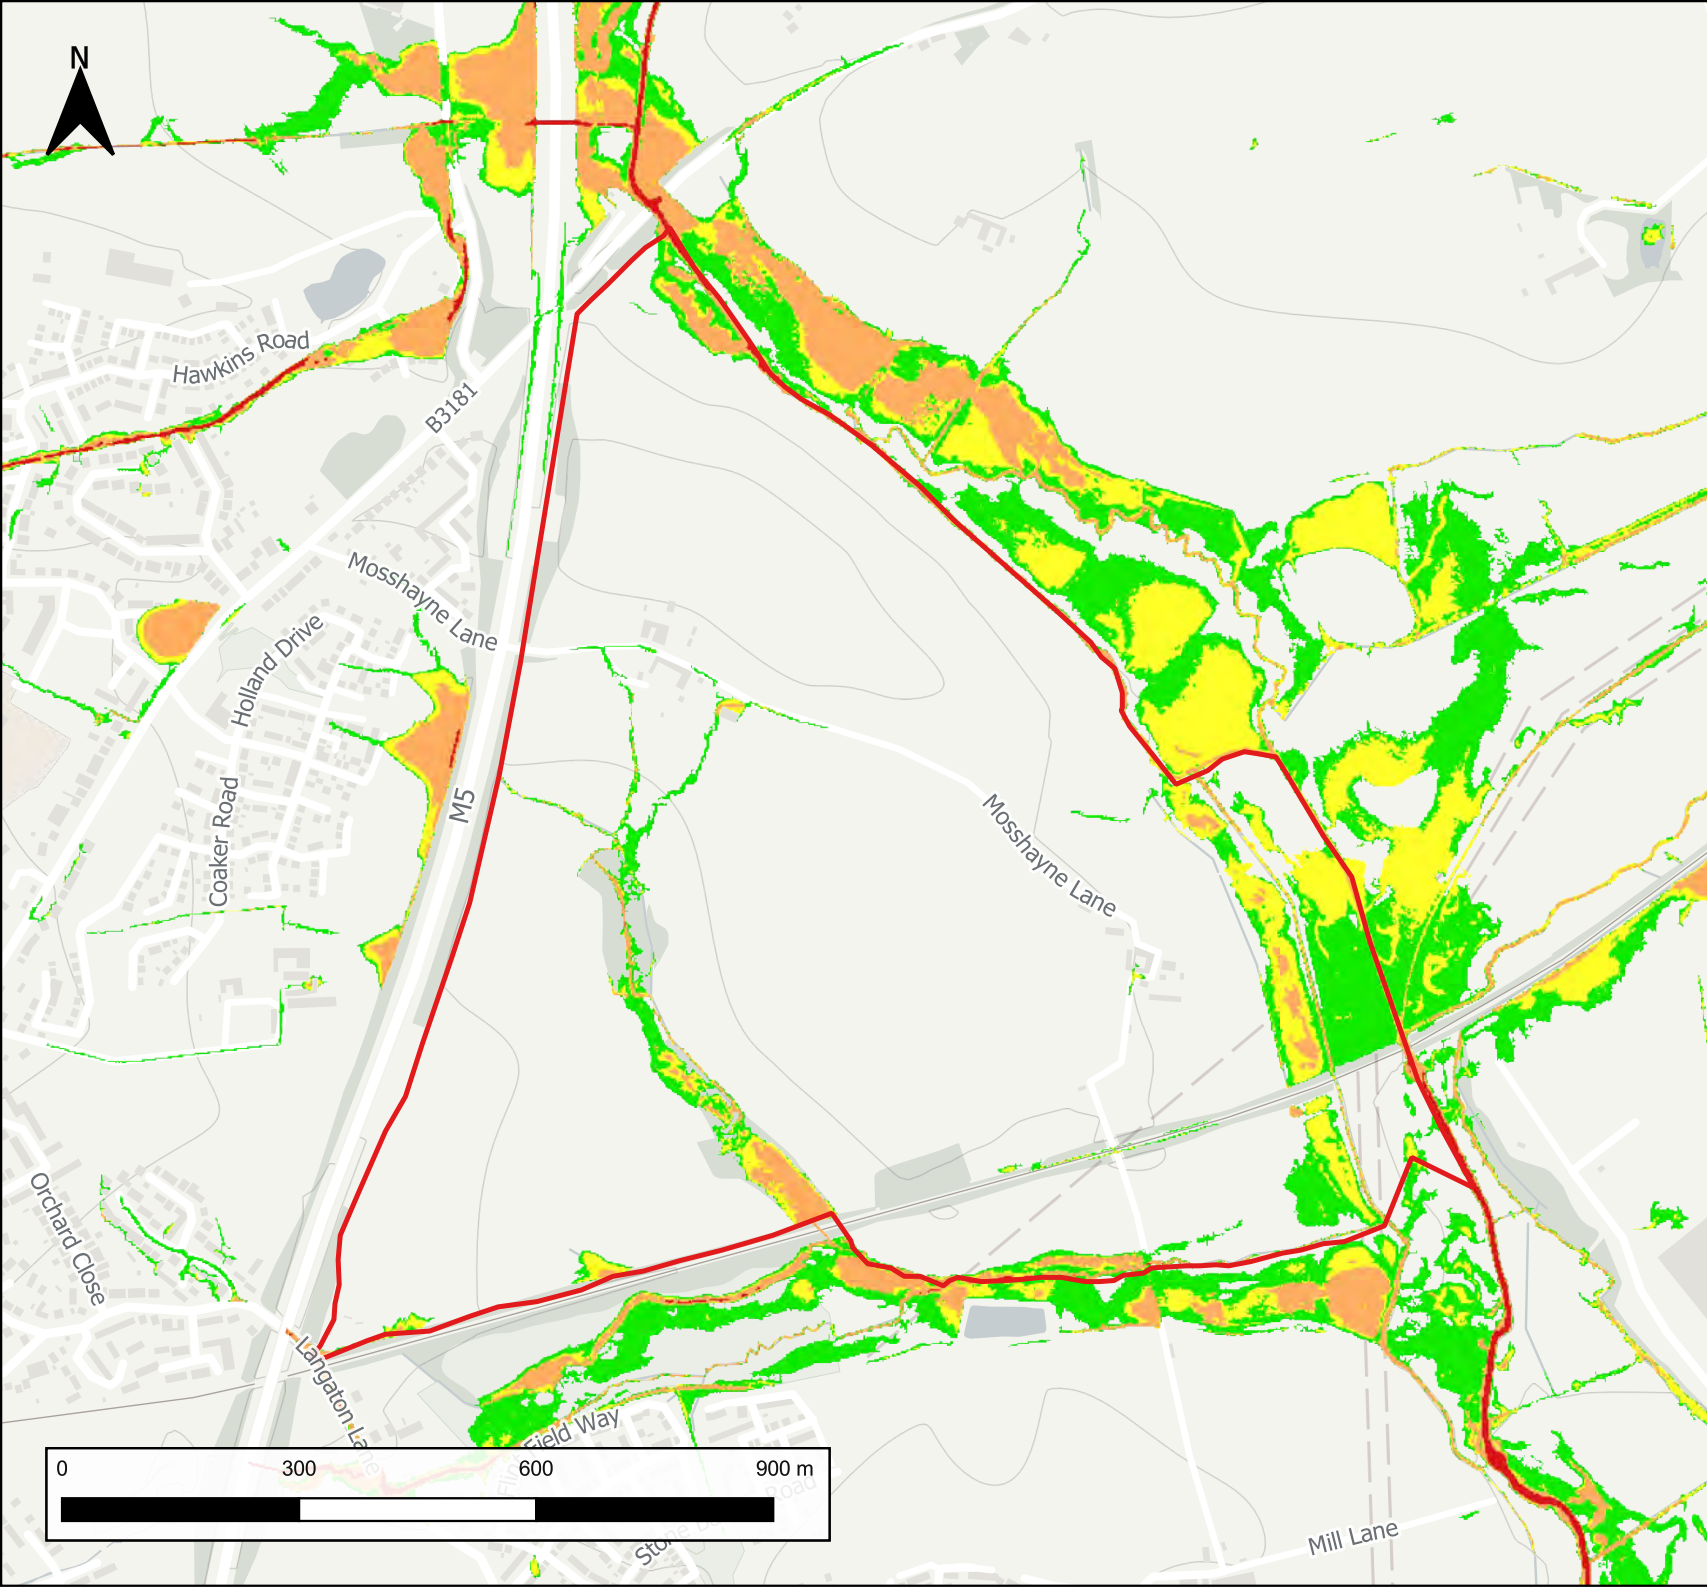 N
Hawkins Road
B3181
Mosshayne Lane
Holland Drive
M5
Coaker Road
Mosshayne Lane
Orchard Close
Langaton Lane
Field Way
Road
Mill Lane
0 300 600 900 m